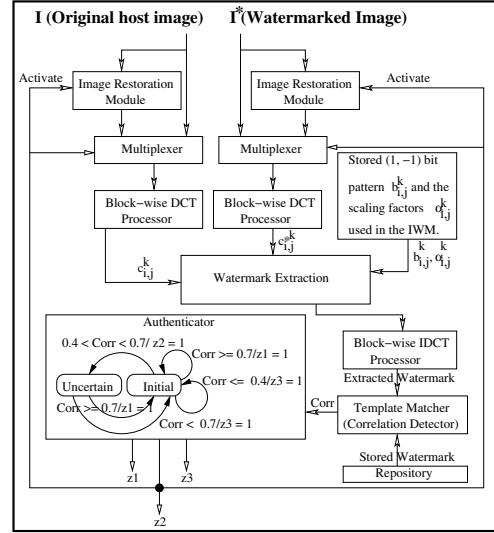 I (Original host image)
I* (Watermarked Image)
Activate
Image Restoration
Module
Image Restoration
Module
Activate
Multiplexer
Multiplexer
Block-wise DCT
Processor
Block-wise DCT
Processor
Stored (1, -1) bit
pattern b^k_{i,j} and the
scaling factors α^k_{i,j}
used in the IWM.
c^k_{i,j}
c^{*k}_{i,j}
b^k_{i,j}, α^k_{i,j}
Watermark Extraction
Authenticator
0.4 < Corr < 0.7/ z2 = 1
Corr >= 0.7/z1 = 1
Uncertain
Initial
Corr <= 0.4/z3 = 1
Corr >= 0.7/z1 = 1
Corr < 0.7/z3 = 1
Block-wise IDCT
Processor
Extracted Watermark
Corr
Template Matcher
(Correlation Detector)
Stored Watermark
Repository
z1
z3
z2